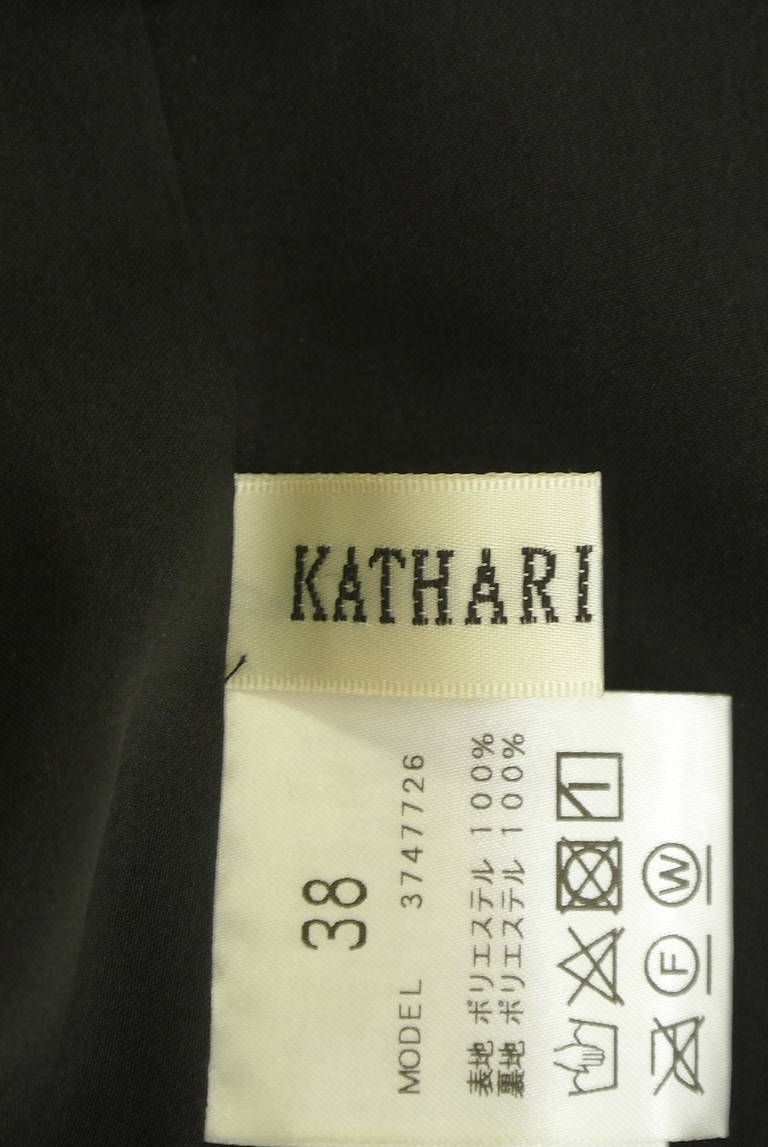 KATHARI
38
MODEL 3747726
表地 ポリエステル 100%
裏地 ポリエステル 100%
F W